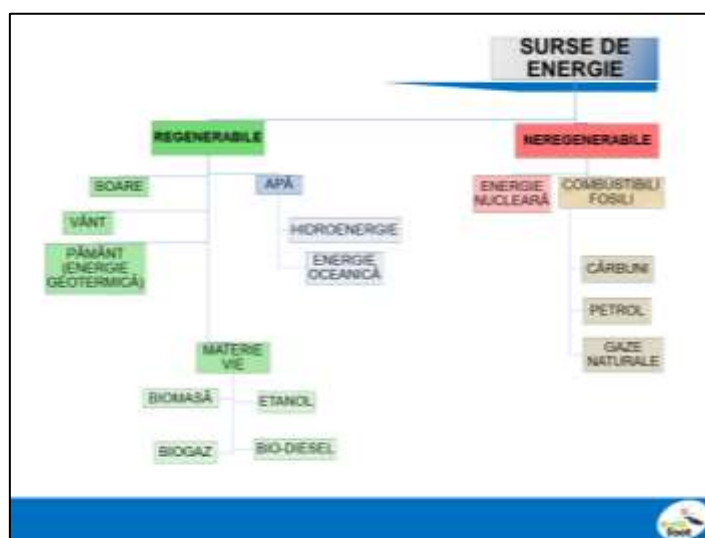 SURSE DE
ENERGIE
REGENERABILE
NEREGENERABILE
BOARE
APĂ
ENERGIE
NUCLEARĂ
COMBUSTIBILI
FOSILI
VÂNT
HIDROENERGIE
PĂMÂNT
(ENERGIE
GEOTERMICĂ)
ENERGIE
OCEANICĂ
CĂRBUNI
PETROL
MATERIE
VIE
GAZE
NATURALE
BIOMASĂ
ETANOL
BIOGAZ
BIO-DIESEL